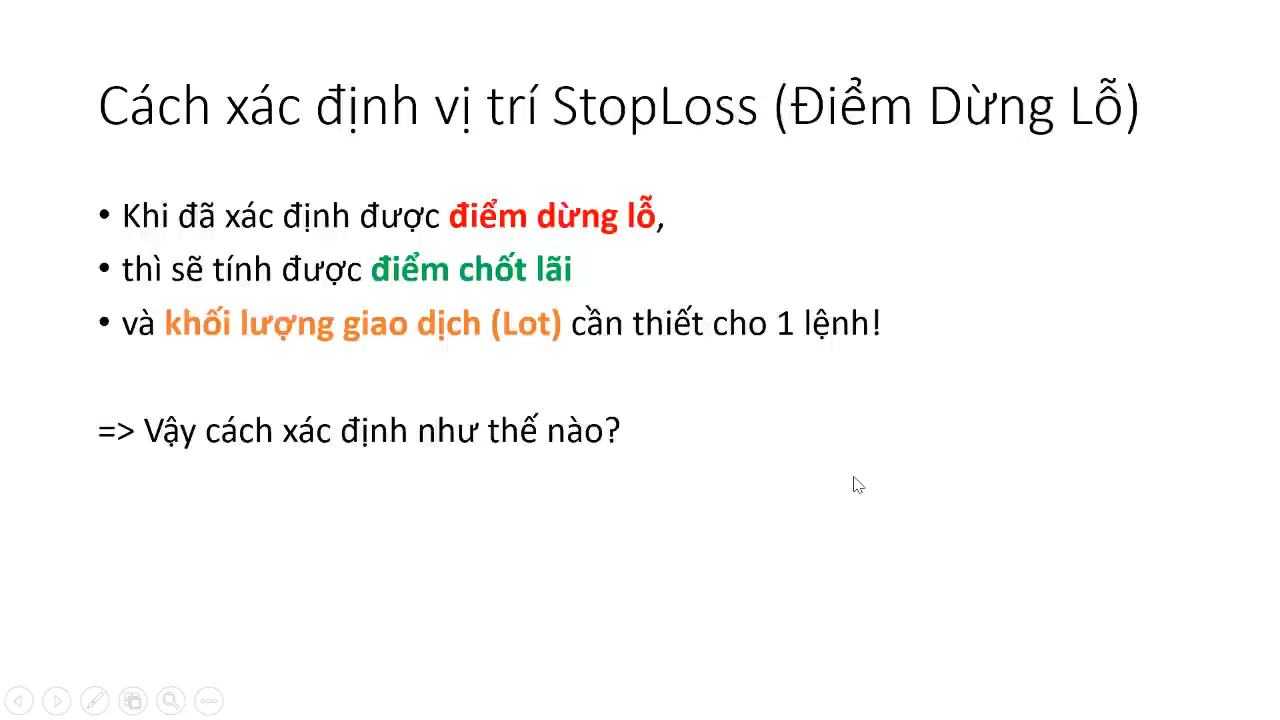 Cách xác định vị trí StopLoss (Điểm Dừng Lỗ)
• Khi đã xác định được điểm dừng lỗ,
• thì sẽ tính được điểm chốt lãi
• và khối lượng giao dịch (Lot) cần thiết cho 1 lệnh!
=> Vậy cách xác định như thế nào?